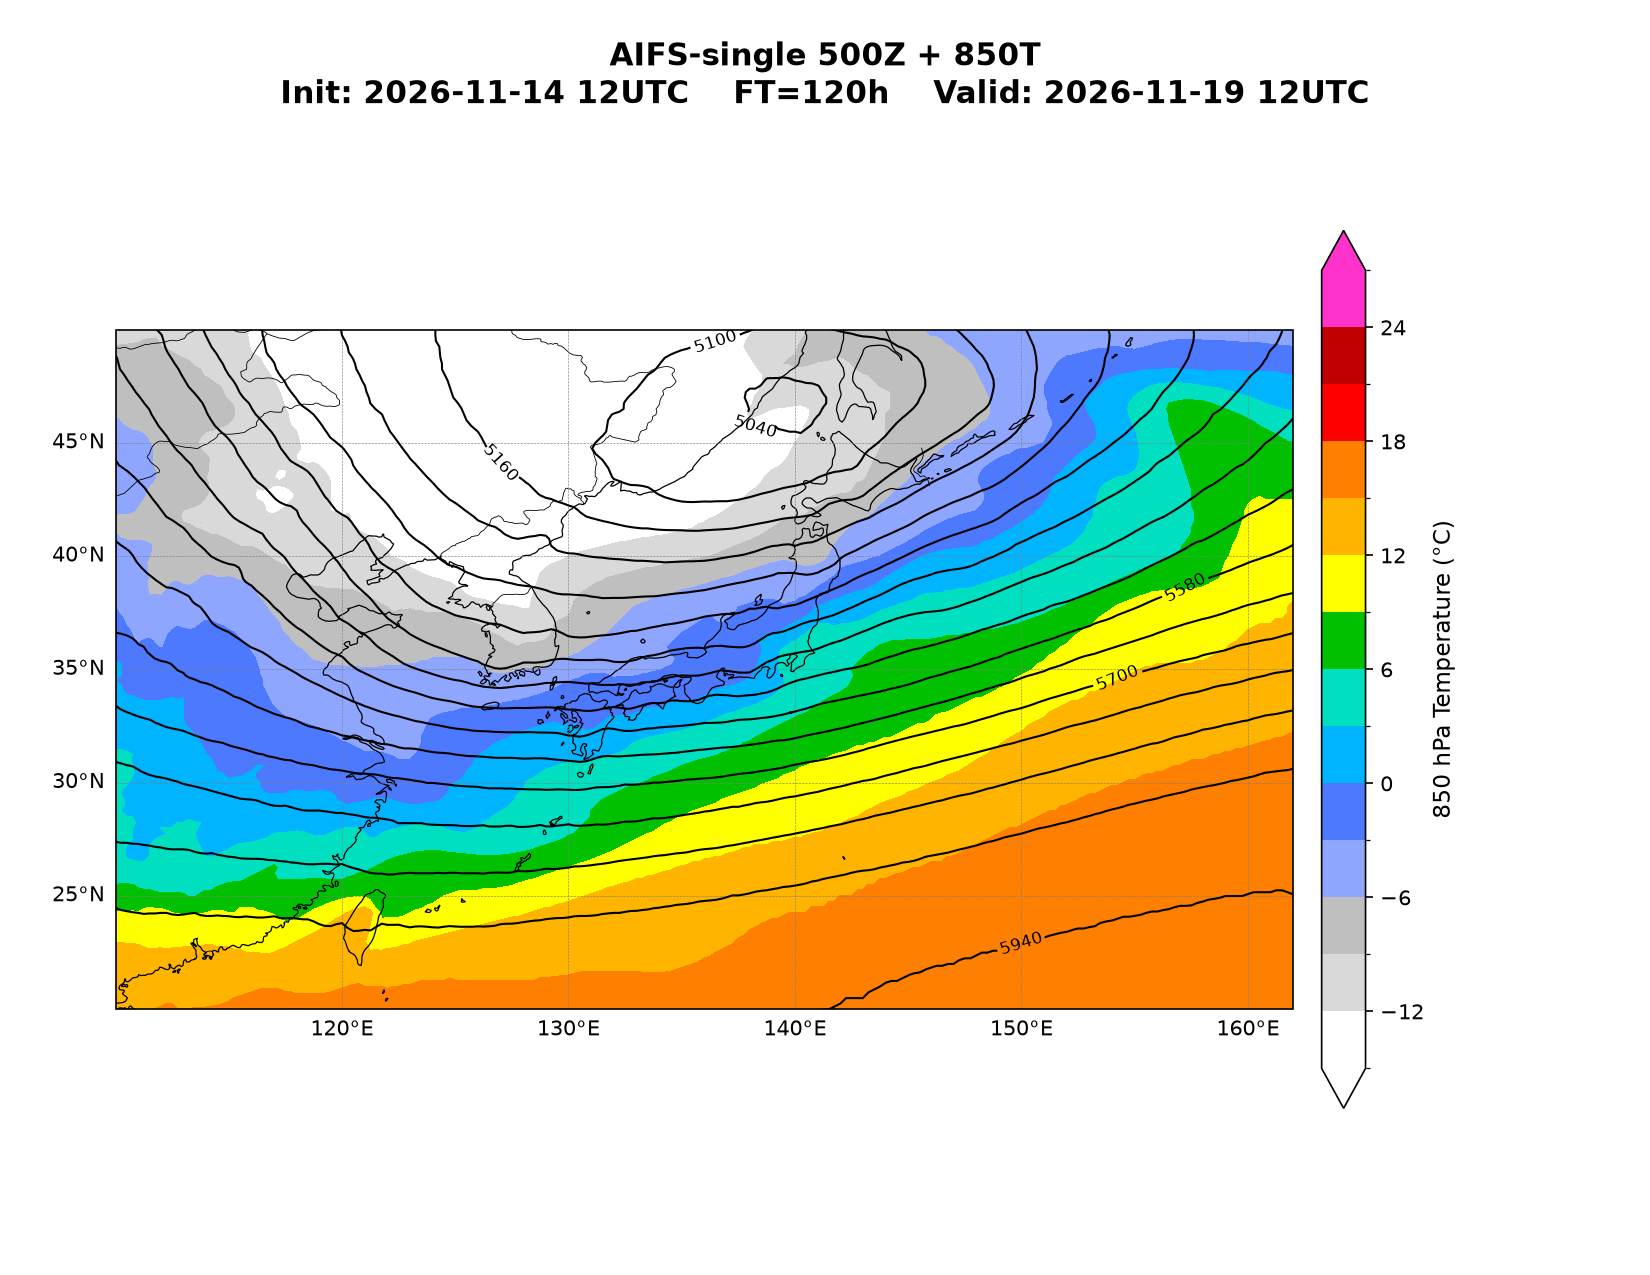 AIFS-single 500Z + 850T
Init: 2026-11-14 12UTC    FT=120h    Valid: 2026-11-19 12UTC
5100
5040
5160
5580
5700
5940
45°N
40°N
35°N
30°N
25°N
120°E
130°E
140°E
150°E
160°E
24
18
12
6
0
−6
−12
850 hPa Temperature (°C)